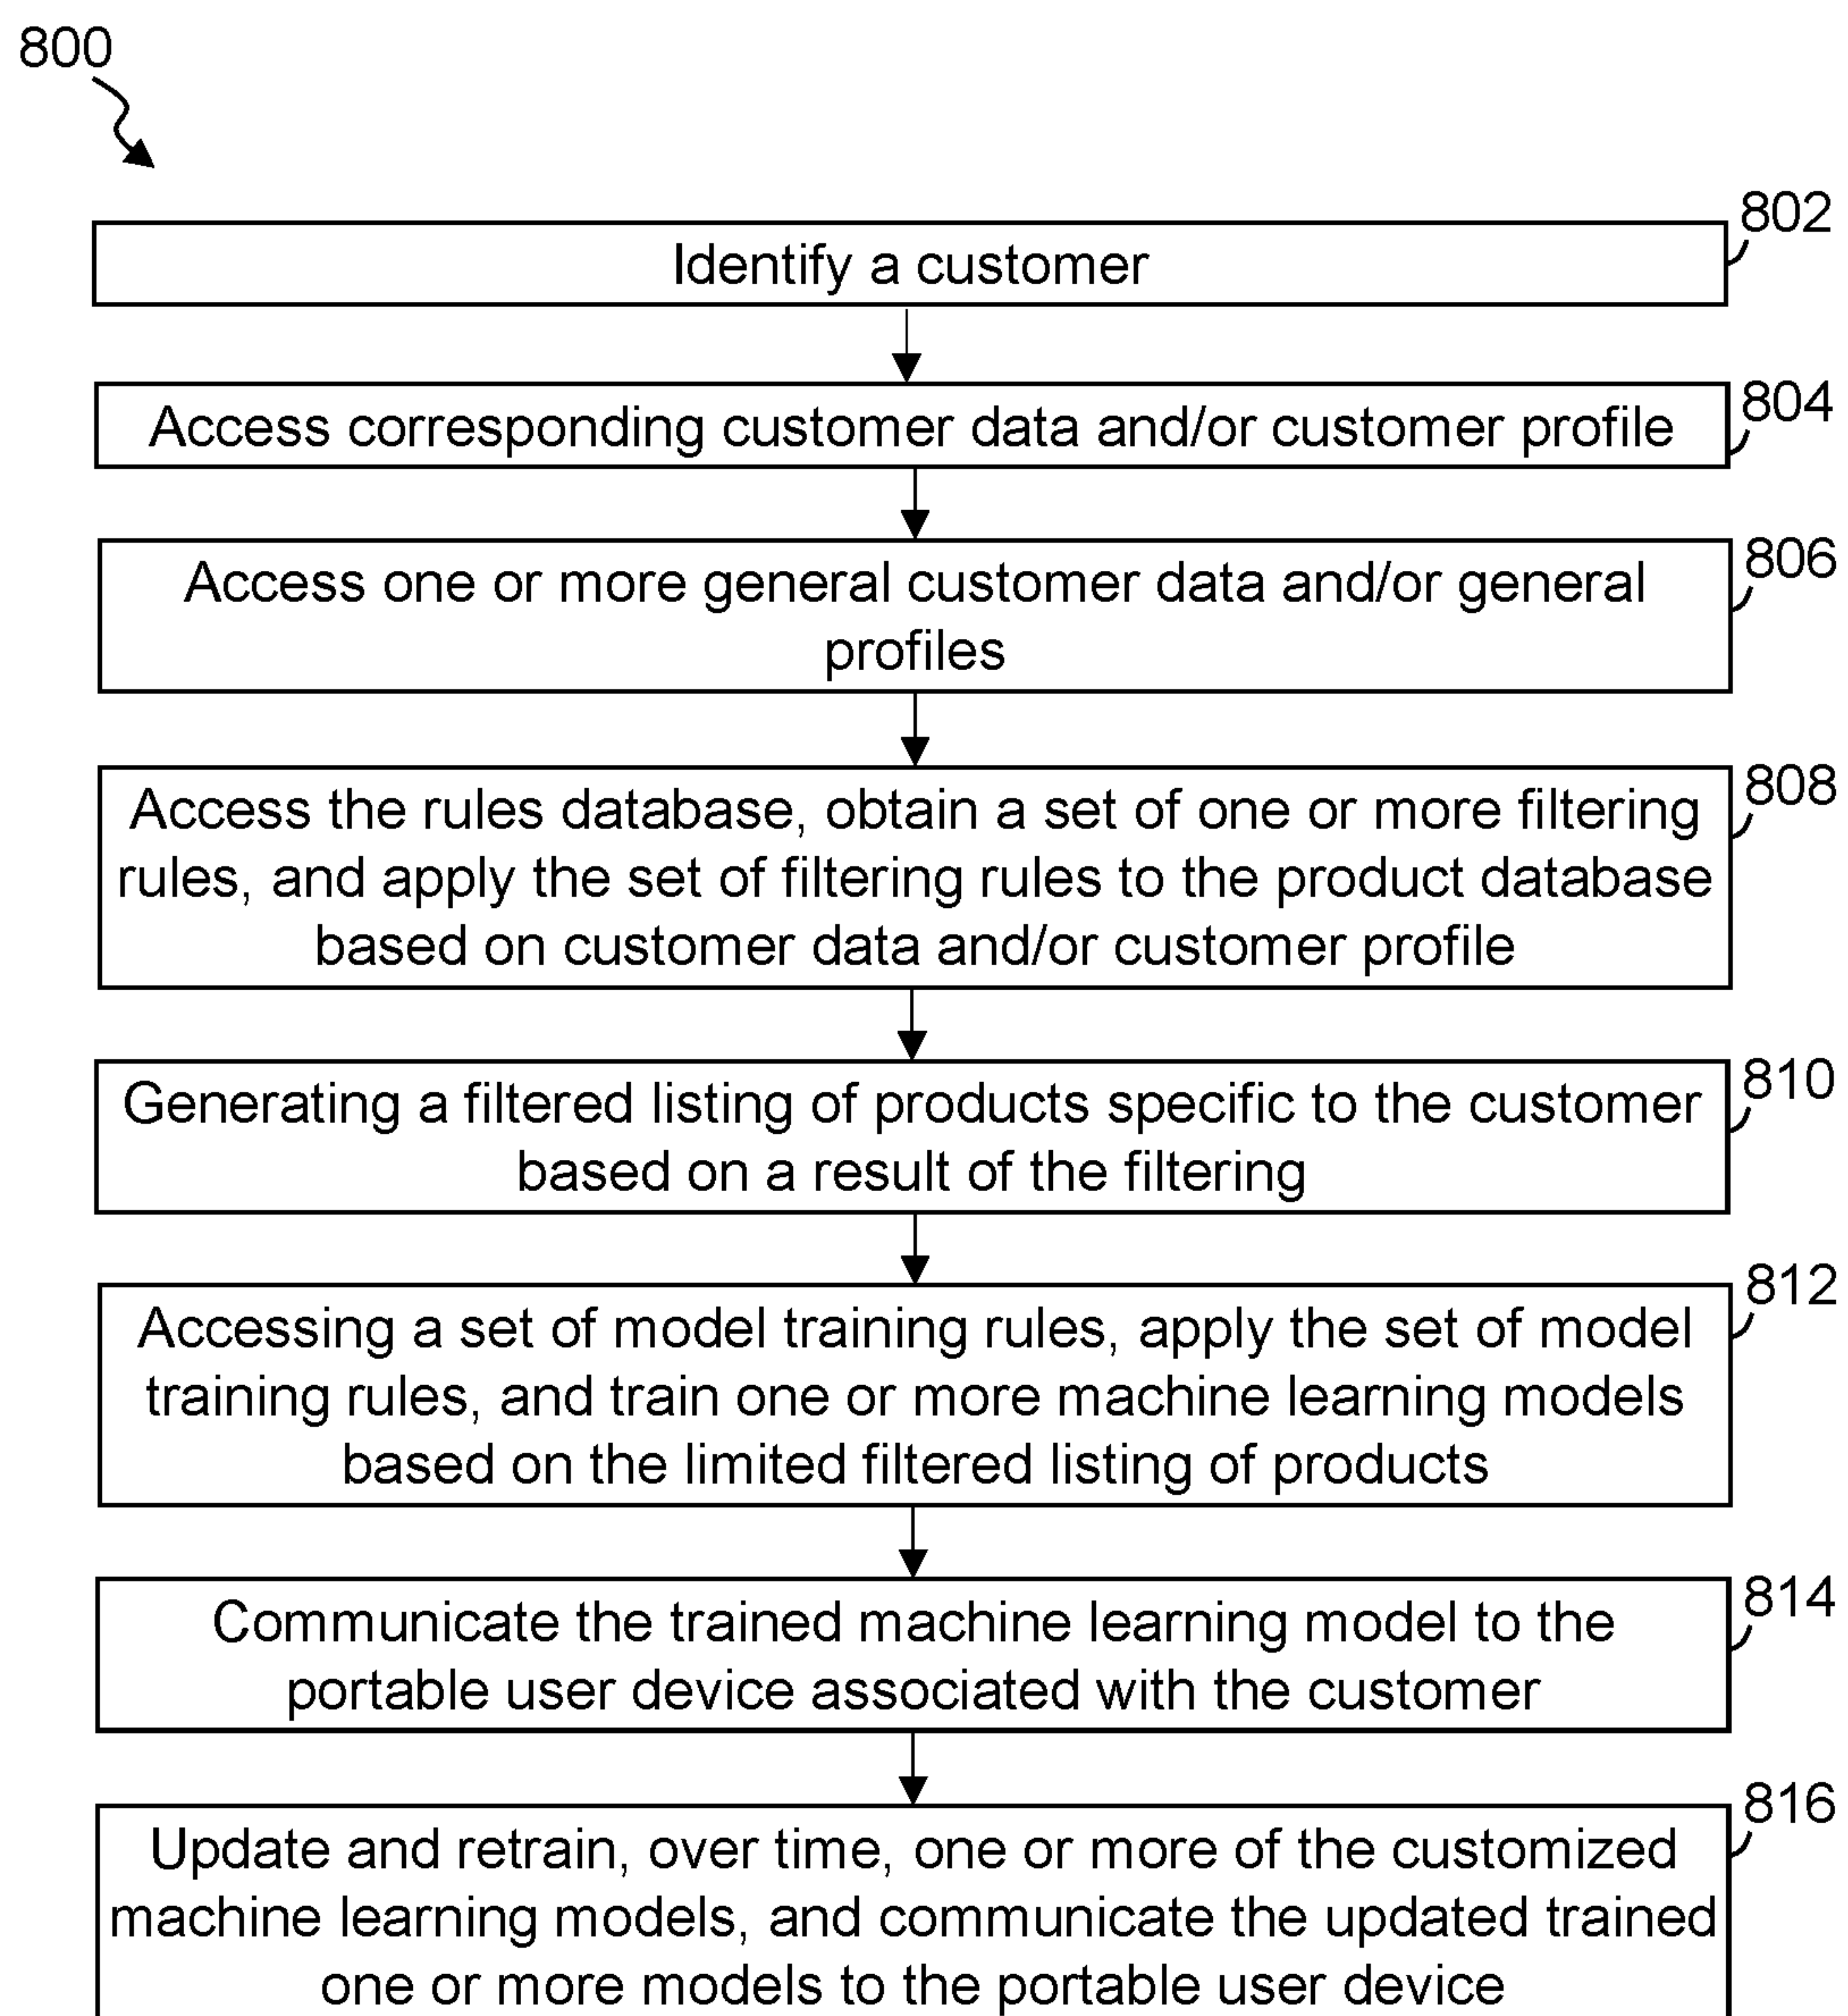 800
802
Identify a customer
804
Access corresponding customer data and/or customer profile
806
Access one or more general customer data and/or general
profiles
808
Access the rules database, obtain a set of one or more filtering
rules, and apply the set of filtering rules to the product database
based on customer data and/or customer profile
810
Generating a filtered listing of products specific to the customer
based on a result of the filtering
812
Accessing a set of model training rules, apply the set of model
training rules, and train one or more machine learning models
based on the limited filtered listing of products
814
Communicate the trained machine learning model to the
portable user device associated with the customer
816
Update and retrain, over time, one or more of the customized
machine learning models, and communicate the updated trained
one or more models to the portable user device